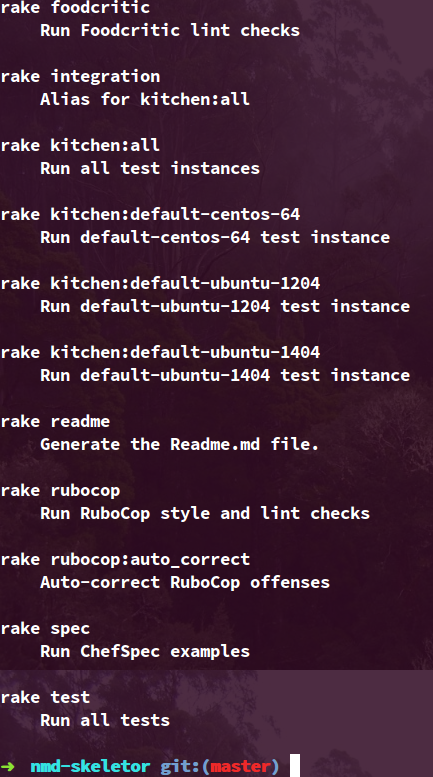 rake foodcritic
Run Foodcritic lint checks
rake integration
Alias for kitchen:all
rake kitchen:all
Run all test instances
rake kitchen:default-centos-64
Run default-centos-64 test instance
rake kitchen:default-ubuntu-1204
Run default-ubuntu-1204 test instance
rake kitchen:default-ubuntu-1404
Run default-ubuntu-1404 test instance
rake readme
Generate the Readme.md file.
rake rubocop
Run RuboCop style and lint checks
rake rubocop:auto_correct
Auto-correct RuboCop offenses
rake spec
Run ChefSpec examples
rake test
Run all tests
➜ nmd-skeletor git:(master)